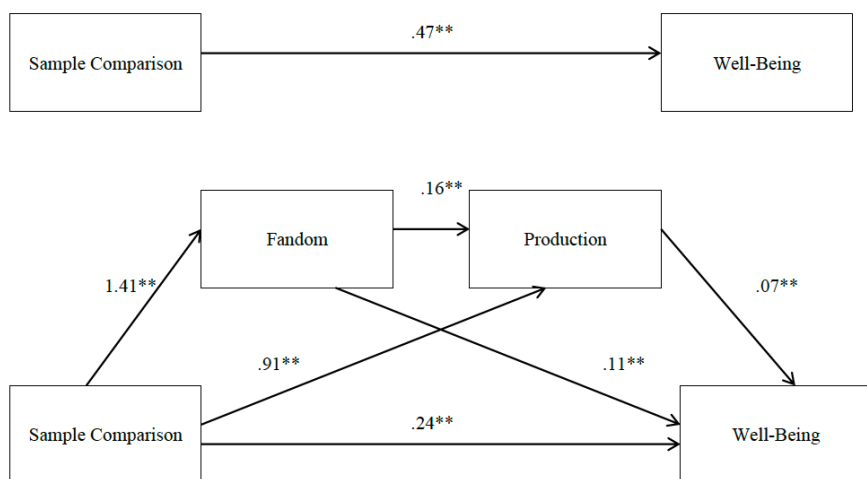 .47**
Sample Comparison
Well-Being
.16**
Fandom
Production
1.41**
.07**
.91**
.11**
.24**
Sample Comparison
Well-Being